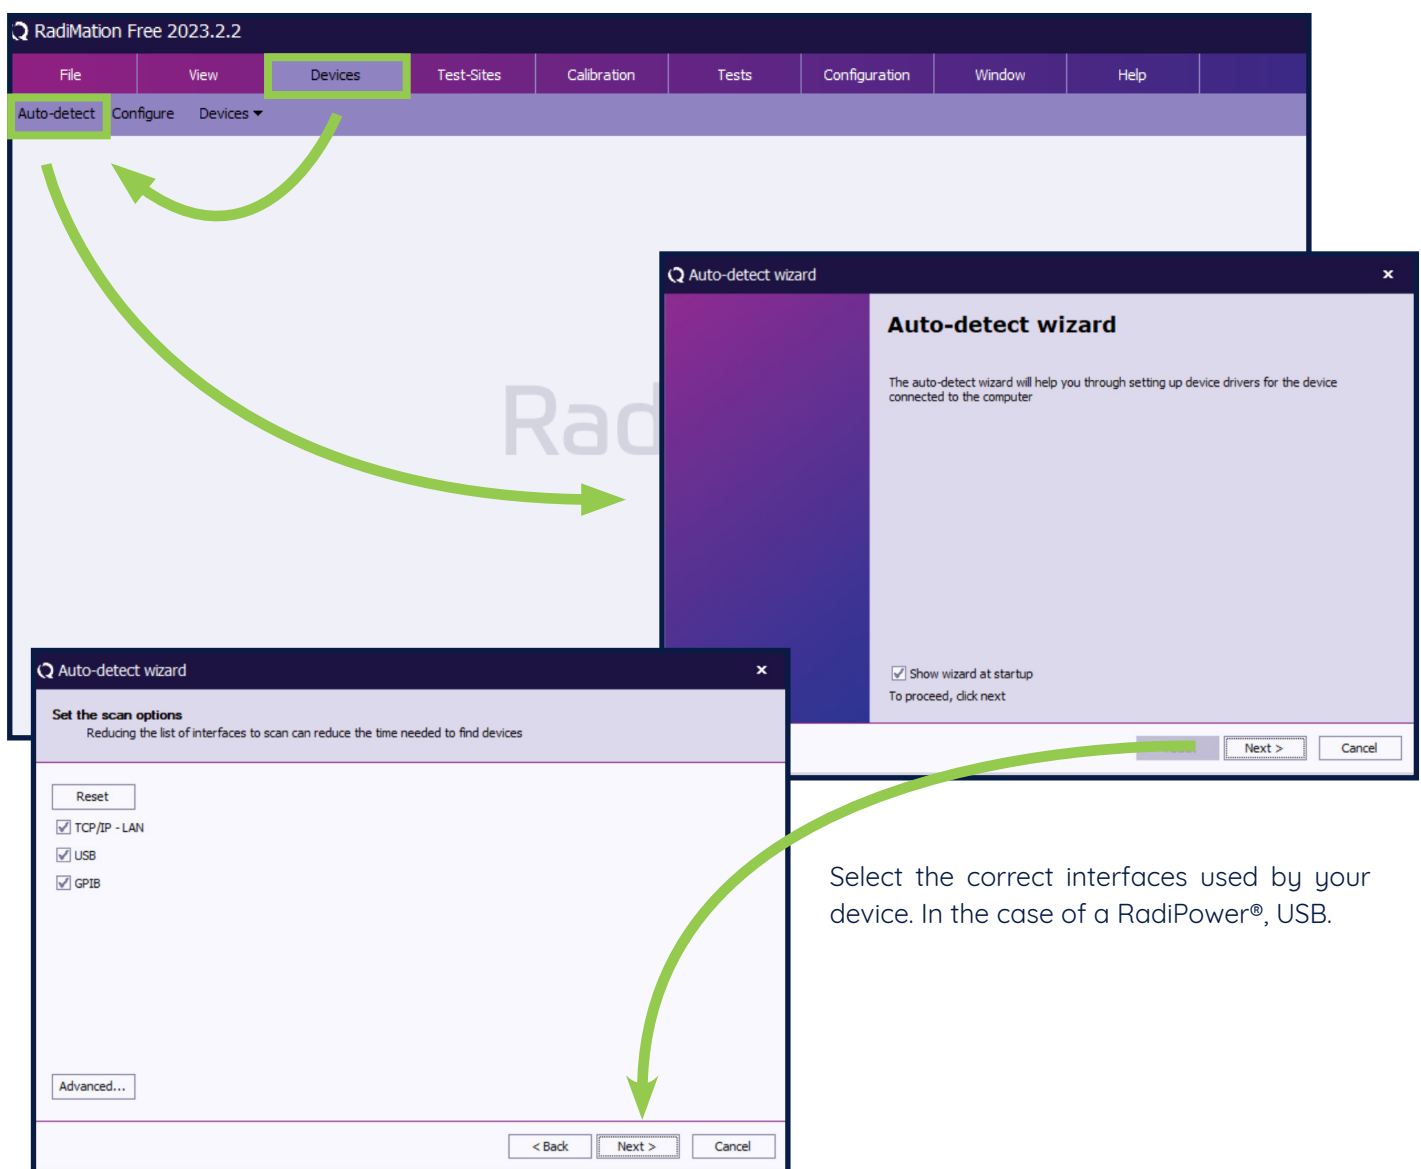 RadiMation Free 2023.2.2
File View Devices Test-Sites Calibration Tests Configuration Window Help
Auto-detect Configure Devices
Rad
Auto-detect wizard
Auto-detect wizard
The auto-detect wizard will help you through setting up device drivers for the device
connected to the computer
Show wizard at startup
To proceed, click next
Next > Cancel
Auto-detect wizard
Set the scan options
Reducing the list of interfaces to scan can reduce the time needed to find devices
Reset
TCP/IP - LAN
USB
GPIB
Advanced...
< Back Next > Cancel
Select the correct interfaces used by your
device. In the case of a RadiPower®, USB.